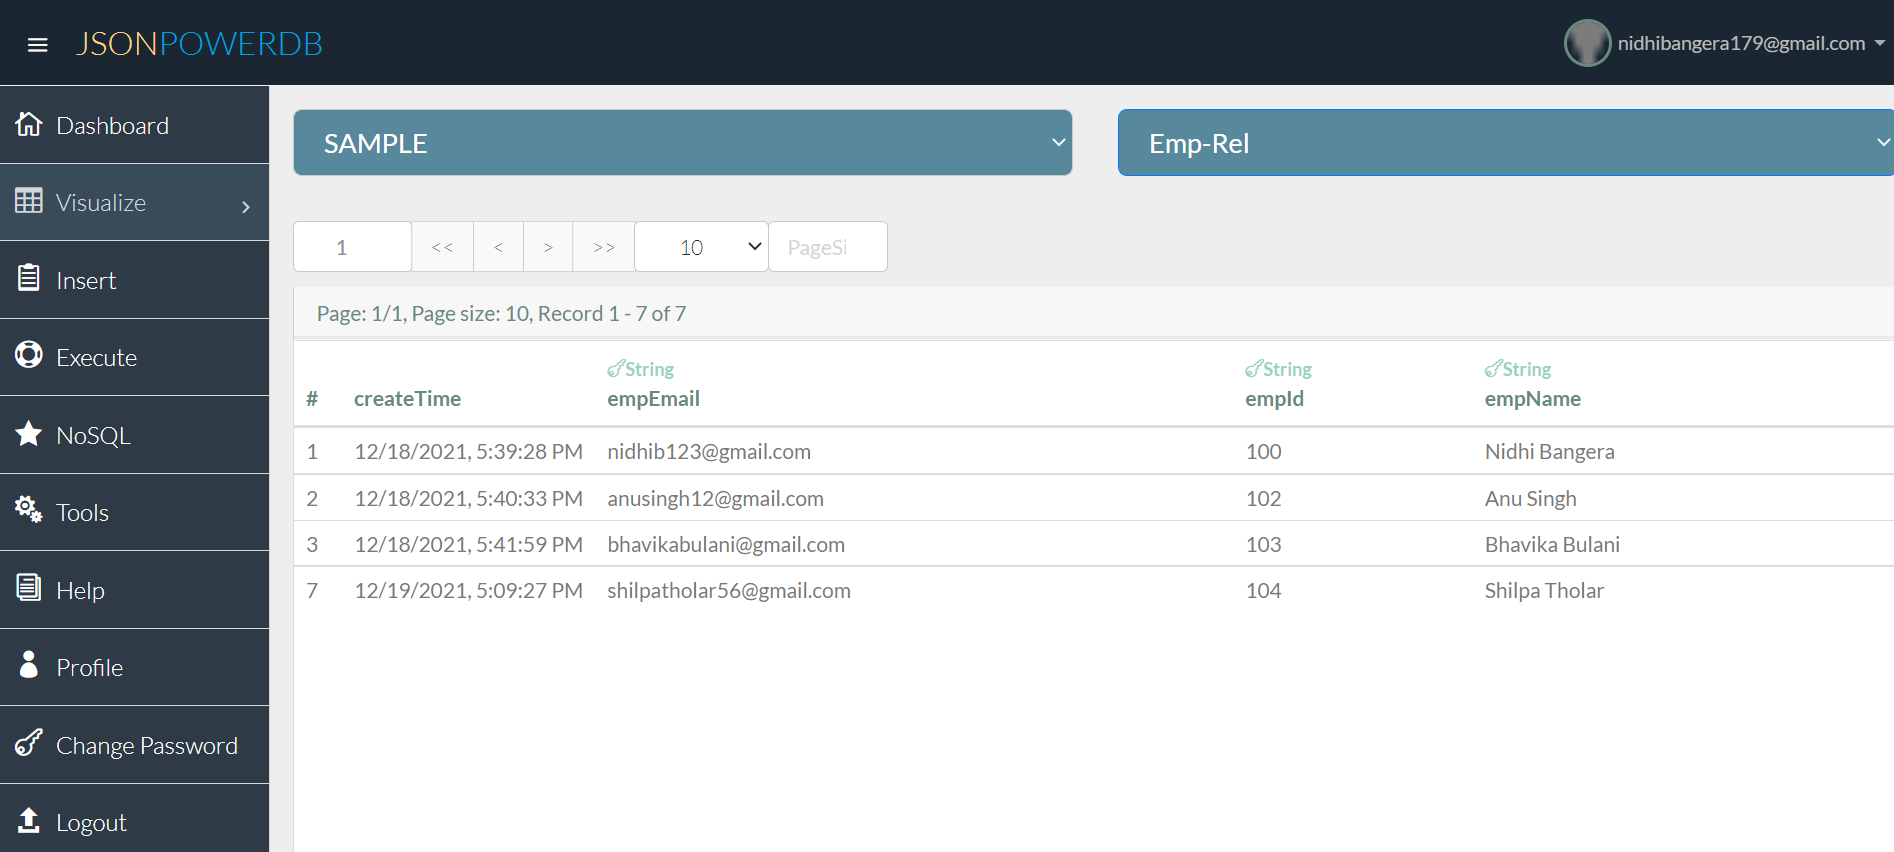 JSONPOWERDB
nidhibangera179@gmail.com
Dashboard
Visualize
Insert
Execute
NoSQL
Tools
Help
Profile
Change Password
Logout
SAMPLE
Emp-Rel
1 << < > >> 10 PageSi
Page: 1/1, Page size: 10, Record 1 - 7 of 7
String String String
# createTime empEmail empId empName
1 12/18/2021, 5:39:28 PM nidhib123@gmail.com 100 Nidhi Bangera
2 12/18/2021, 5:40:33 PM anusingh12@gmail.com 102 Anu Singh
3 12/18/2021, 5:41:59 PM bhavikabulani@gmail.com 103 Bhavika Bulani
7 12/19/2021, 5:09:27 PM shilpatholar56@gmail.com 104 Shilpa Tholar